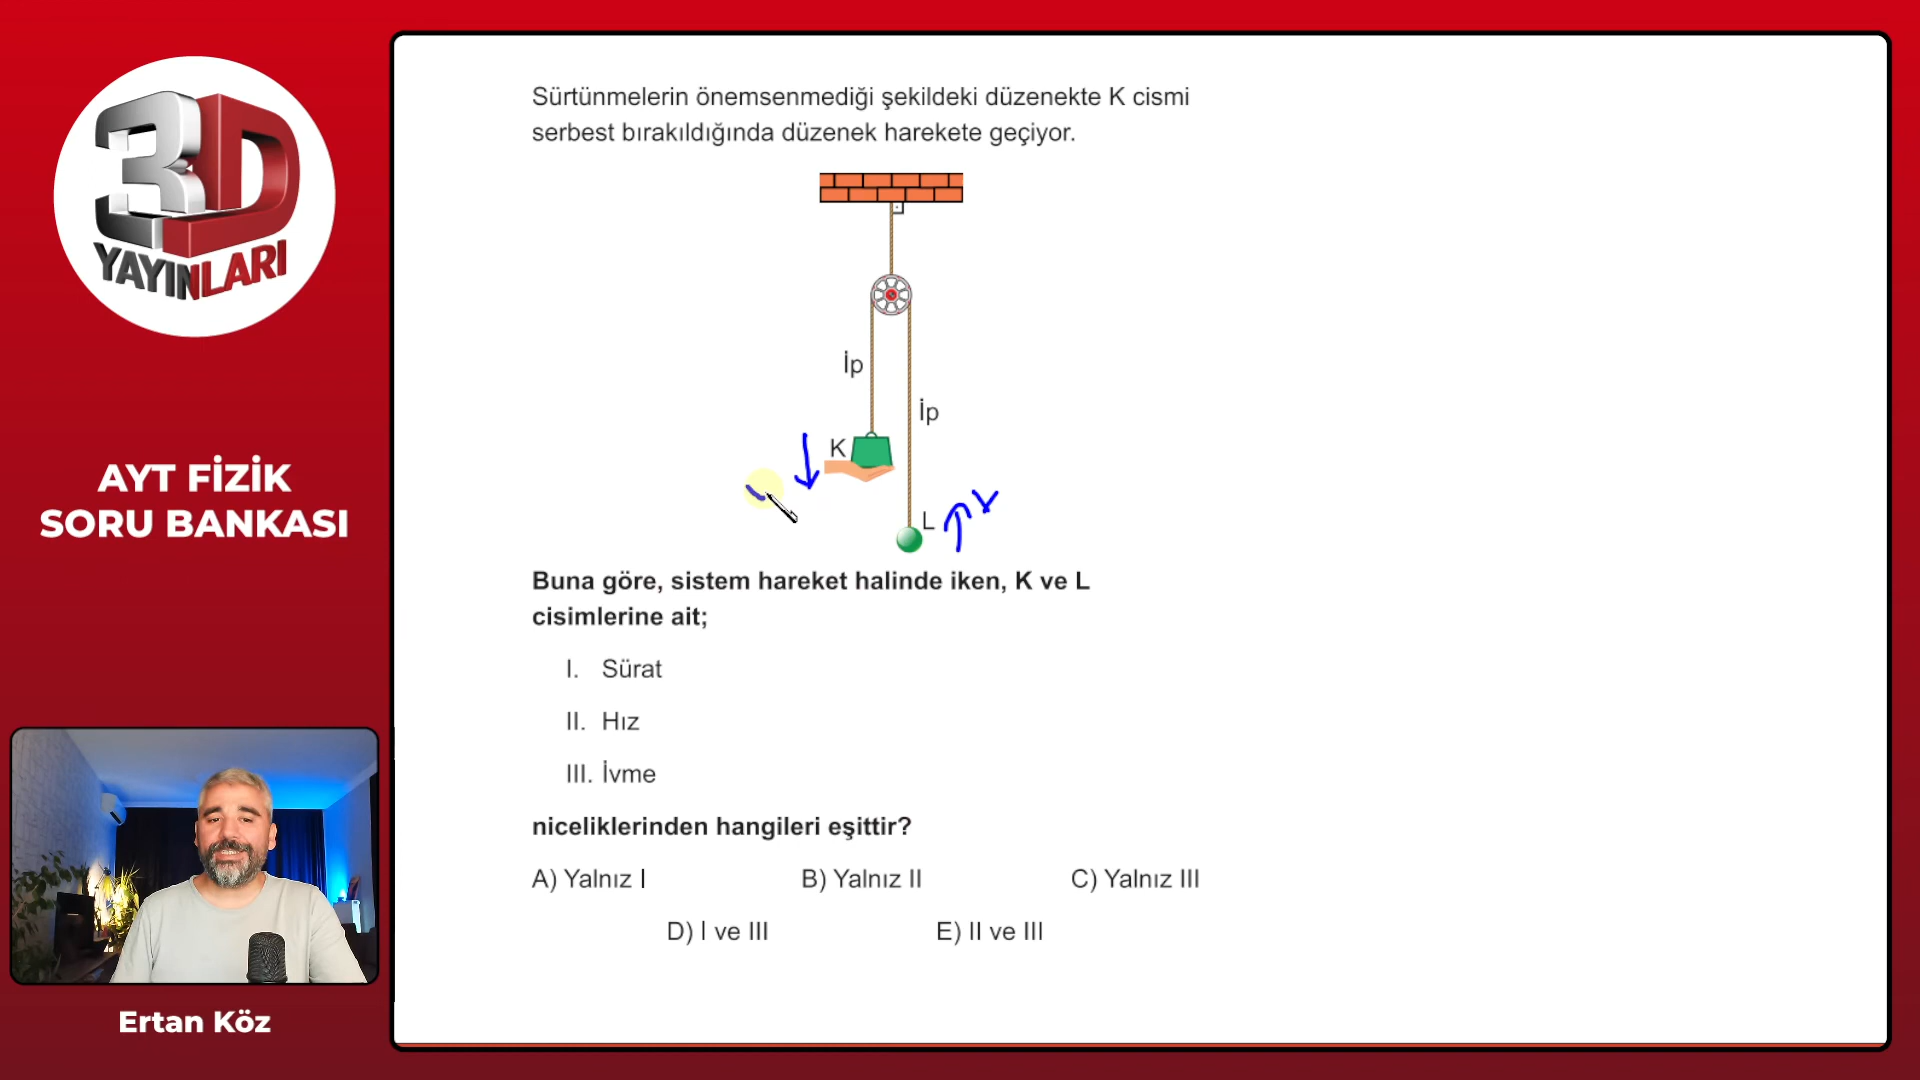 3D
YAYINLARI
AYT FİZİK
SORU BANKASI
Ertan Köz
Sürtünmelerin önemsenmediği şekildeki düzenekte K cismi
serbest bırakıldığında düzenek harekete geçiyor.
İp
İp
K
L
Buna göre, sistem hareket halinde iken, K ve L
cisimlerine ait;
I. Sürat
II. Hız
III. İvme
niceliklerinden hangileri eşittir?
A) Yalnız I B) Yalnız II C) Yalnız III
D) I ve III E) II ve III